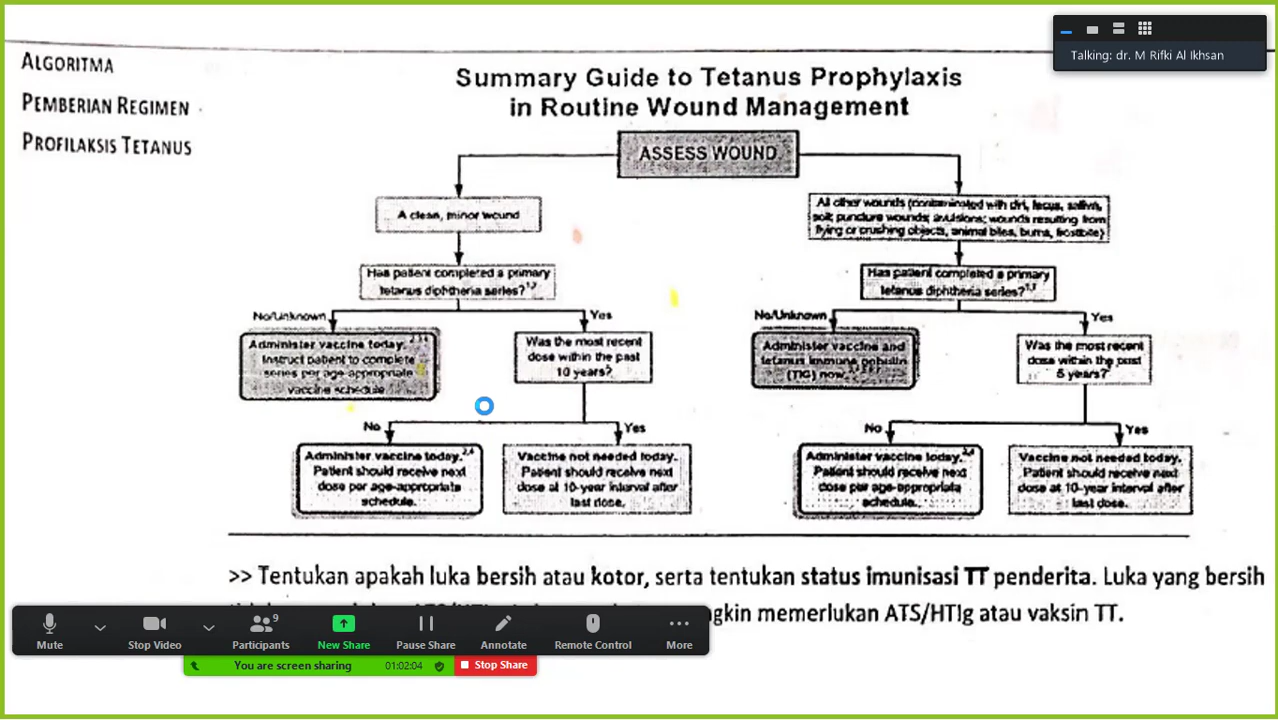 ALGORITMA
PEMBERIAN REGIMEN
PROFILAKSIS TETANUS
Talking: dr. M Rifki Al Ikhsan
Summary Guide to Tetanus Prophylaxis
in Routine Wound Management
ASSESS WOUND
A clean, minor wound
All other wounds (contaminated with dirt, feces, saliva,
soil; puncture wounds; avulsions; wounds resulting from
flying or crushing objects, animal bites, burns, frostbite)
Has patient completed a primary
tetanus diphtheria series?
Has patient completed a primary
tetanus diphtheria series?
No/Unknown
Yes
No/Unknown
Yes
Administer vaccine today.
Instruct patient to complete
series per age-appropriate
vaccine schedule.
Was the most recent
dose within the past
10 years?
Administer vaccine and
tetanus immune gobulin
(TIG) now.
Was the most recent
dose within the past
5 years?
No
Yes
No
Yes
Administer vaccine today.2,4
Patient should receive next
dose per age-appropriate
schedule.
Vaccine not needed today.
Patient should receive next
dose at 10-year interval after
last dose.
Administer vaccine today.2,4
Patient should receive next
dose per age-appropriate
schedule.
Vaccine not needed today.
Patient should receive next
dose at 10-year interval after
last dose.
>> Tentukan apakah luka bersih atau kotor, serta tentukan status imunisasi TT penderita. Luka yang bersih
memerlukan ATS/HTIg atau vaksin TT.
Mute
Stop Video
9
Participants
New Share
Pause Share
Annotate
Remote Control
More
You are screen sharing
01:02:04
Stop Share